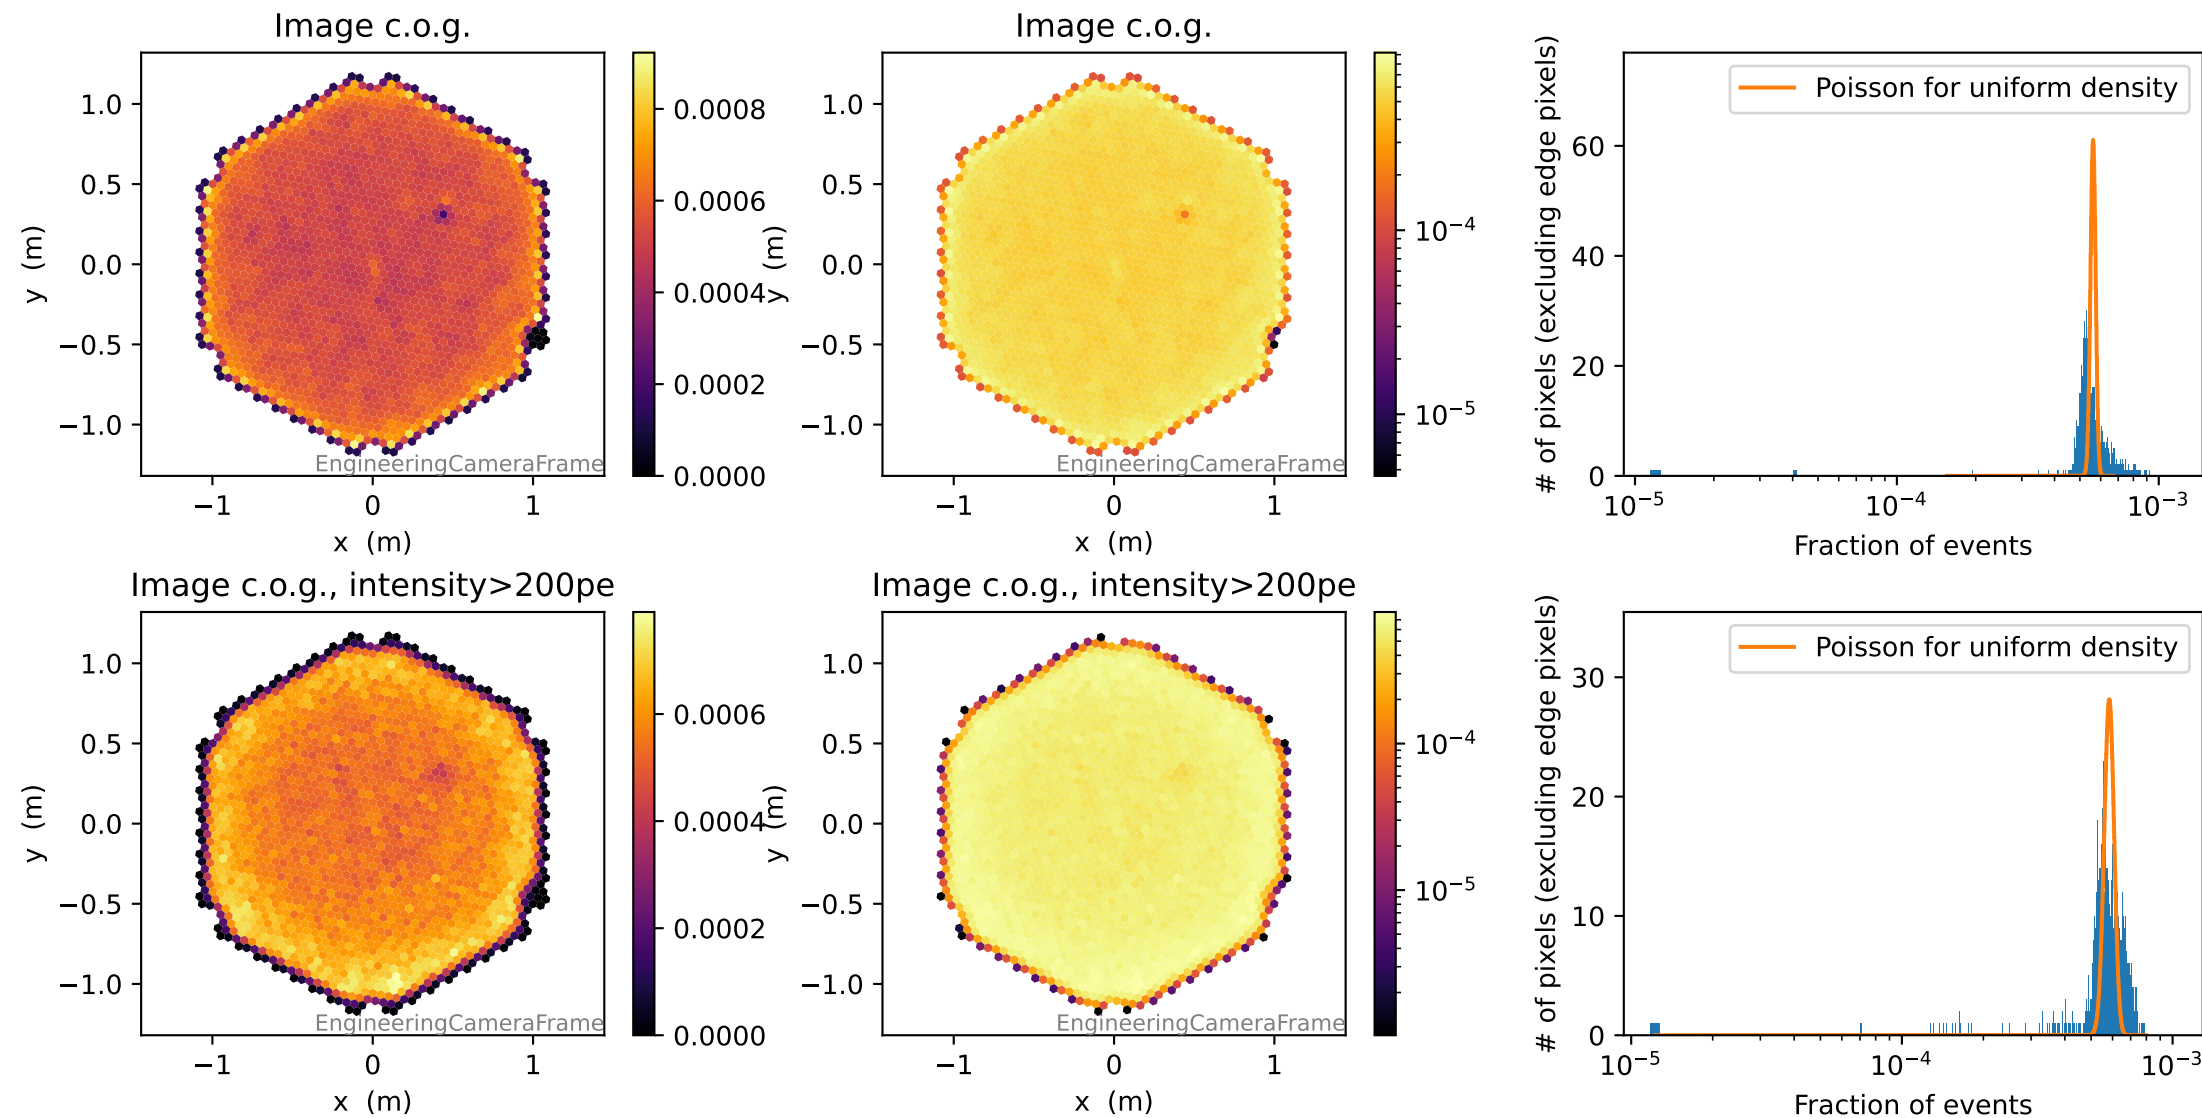 Image c.o.g.
1.0
0.5
0.0
−0.5
−1.0
y (m)
−1
0
1
x (m)
EngineeringCameraFrame
0.0008
0.0006
0.0004
0.0002
0.0000
Image c.o.g.
1.0
0.5
0.0
−0.5
−1.0
y (m)
−1
0
1
x (m)
EngineeringCameraFrame
10⁻⁴
10⁻⁵
# of pixels (excluding edge pixels)
60
40
20
0
Poisson for uniform density
10⁻⁵
10⁻⁴
10⁻³
Fraction of events
Image c.o.g., intensity>200pe
1.0
0.5
0.0
−0.5
−1.0
y (m)
−1
0
1
x (m)
EngineeringCameraFrame
0.0006
0.0004
0.0002
0.0000
Image c.o.g., intensity>200pe
1.0
0.5
0.0
−0.5
−1.0
y (m)
−1
0
1
x (m)
EngineeringCameraFrame
10⁻⁴
10⁻⁵
# of pixels (excluding edge pixels)
30
20
10
0
Poisson for uniform density
10⁻⁵
10⁻⁴
10⁻³
Fraction of events